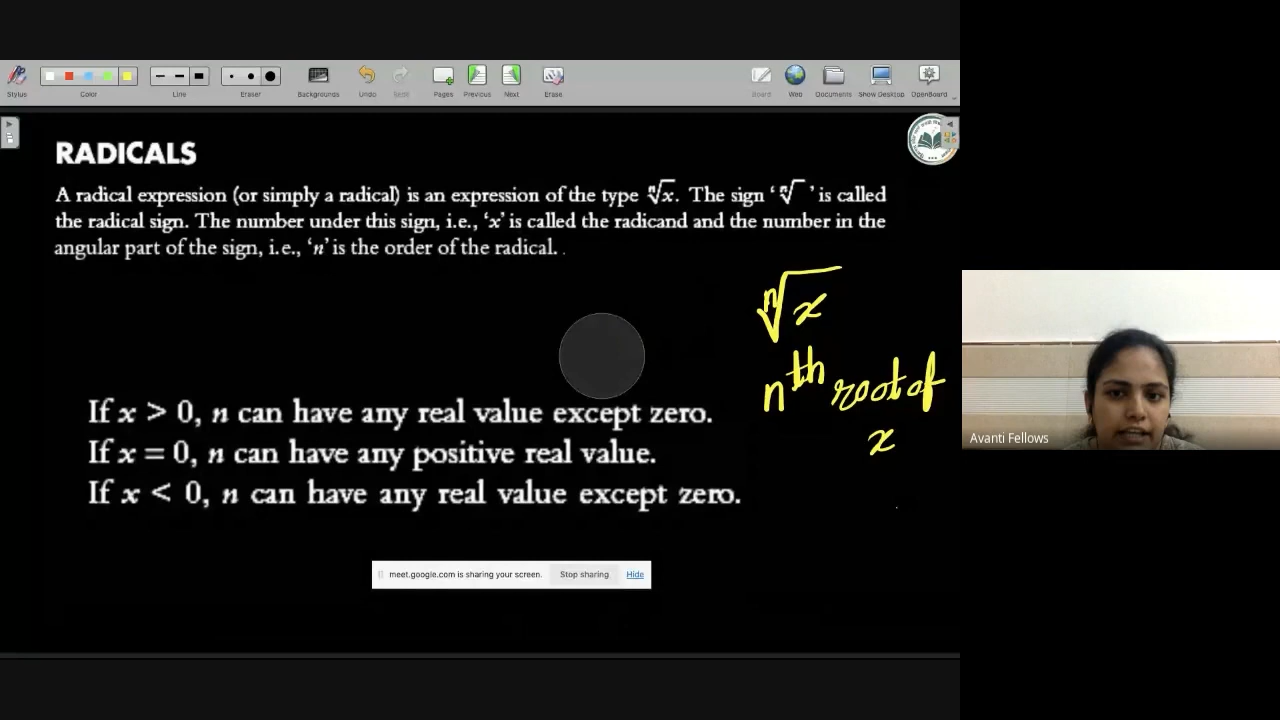 Stylus
Color
Line
Eraser
Backgrounds
Undo
Redo
Pages
Previous
Next
Erase
Board
Web
Documents
Show Desktop
OpenBoard
RADICALS
A radical expression (or simply a radical) is an expression of the type ⁿ√x. The sign ‘ⁿ√ ’ is called
the radical sign. The number under this sign, i.e., ‘x’ is called the radicand and the number in the
angular part of the sign, i.e., ‘n’ is the order of the radical.
ⁿ√x
nth root of
x
If x > 0, n can have any real value except zero.
If x = 0, n can have any positive real value.
If x < 0, n can have any real value except zero.
meet.google.com is sharing your screen. Stop sharing Hide
Avanti Fellows